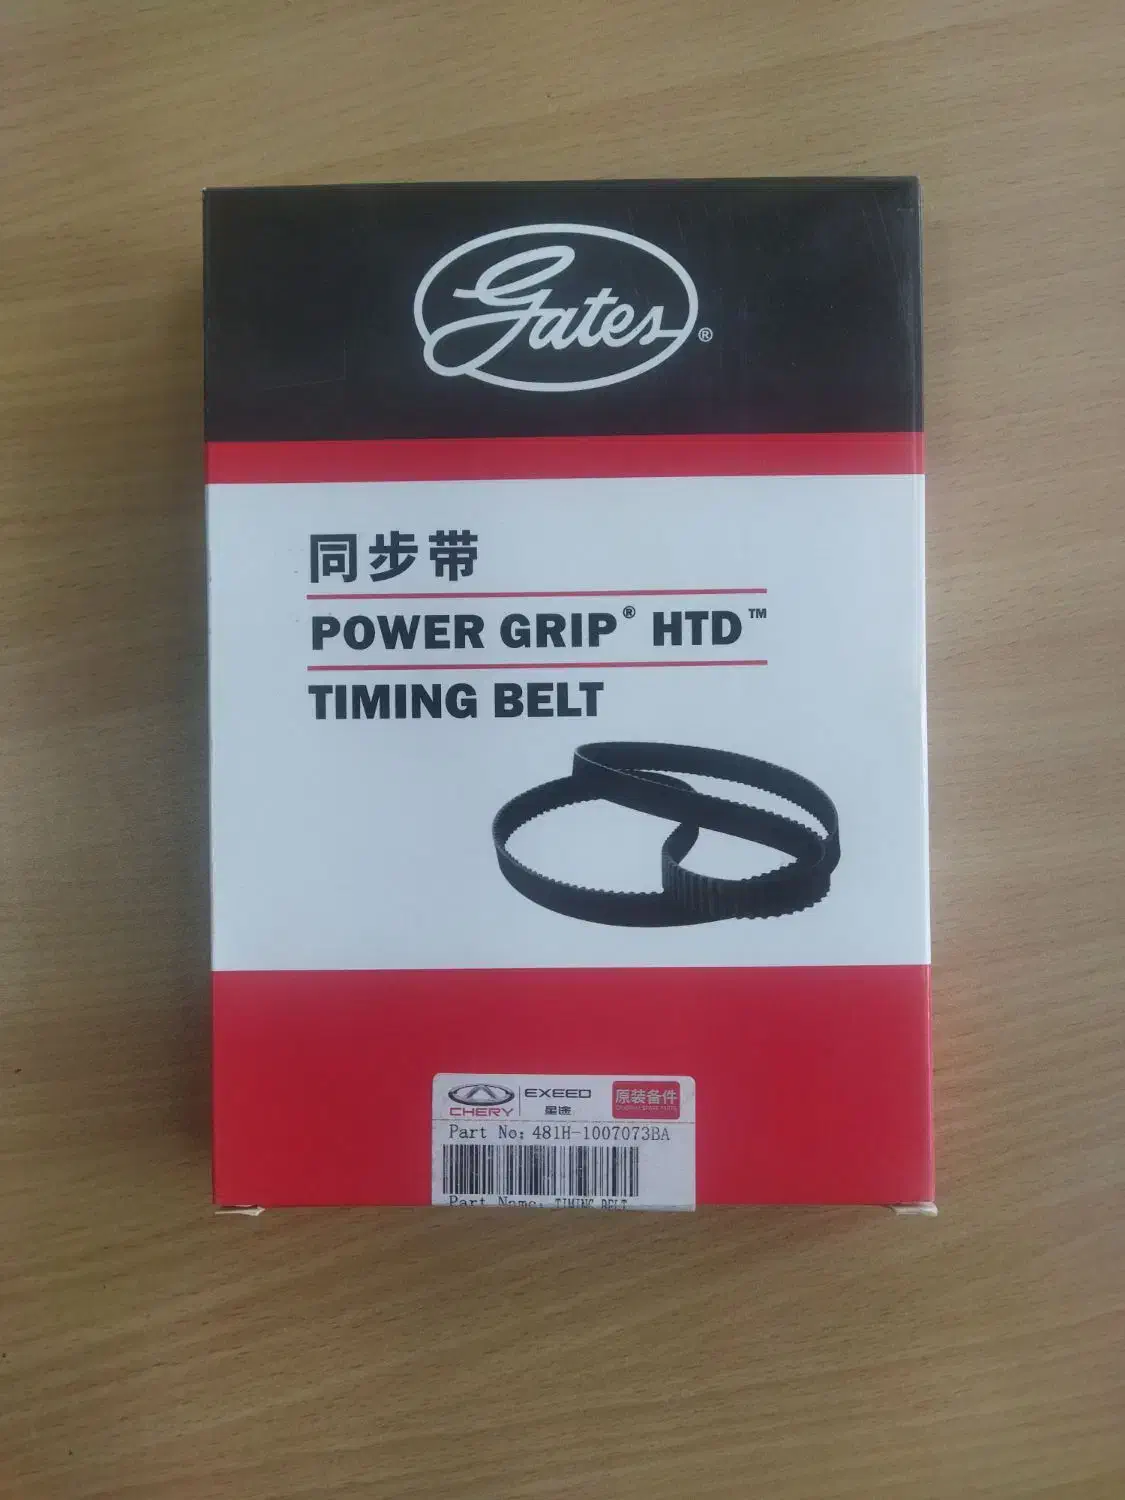 Gates®
同步带
POWER GRIP® HTD™
TIMING BELT
CHERY
EXEED
星途
原装备件
Part No: 481H-1007073BA
Part Name: TIMING BELT